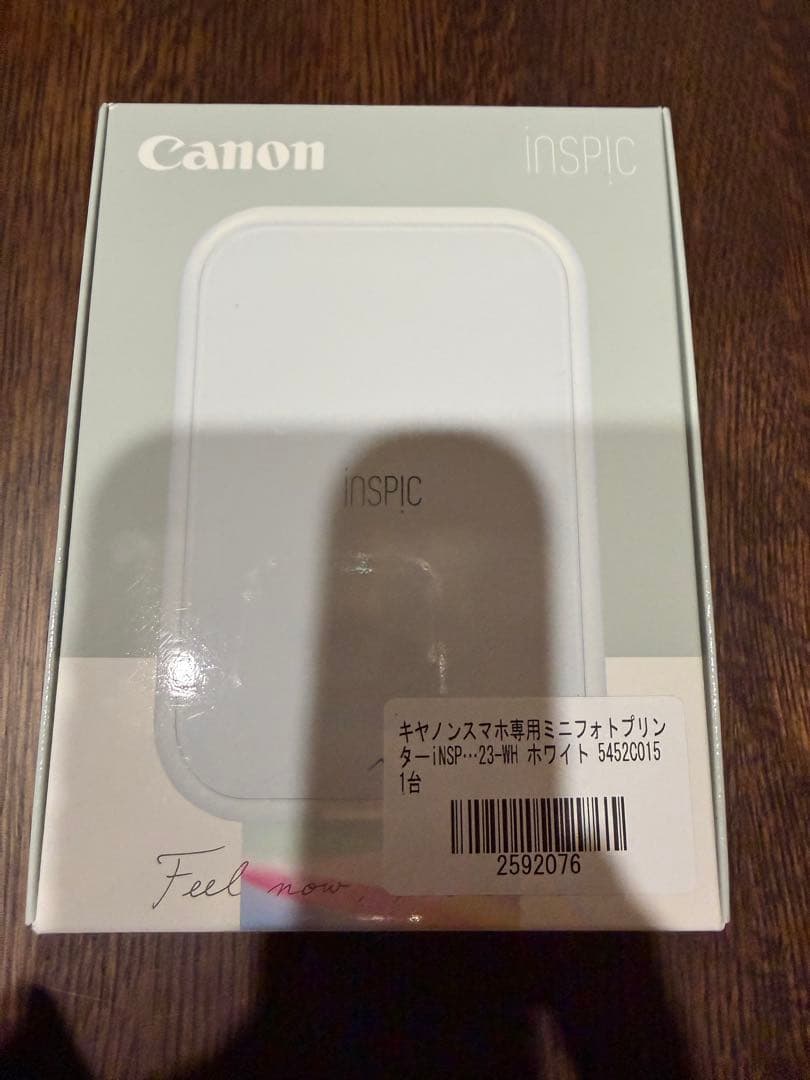 Canon
iNSPiC
iNSPiC
キヤノンスマホ専用ミニフォトプリン
ターiNSP…23-WH ホワイト 5452C015
1台
2592076
Feel now,